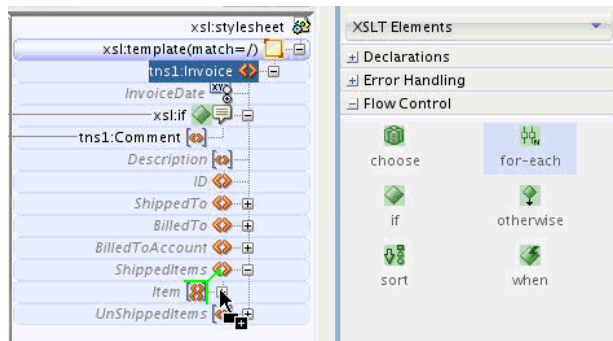 xsl:stylesheet
xsl:template(match=/)
tns1:Invoice
InvoiceDate
xsl:if
tns1:Comment
Description
ID
ShippedTo
BilledTo
BilledToAccount
ShippedItems
Item
UnShippedItems
XSLT Elements
Declarations
Error Handling
Flow Control
choose
for-each
if
otherwise
sort
when